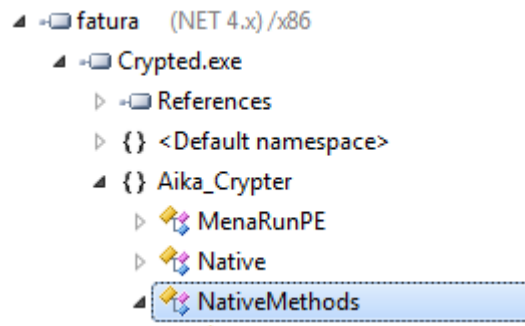 fatura (NET 4.x) /x86
Crypted.exe
References
{} <Default namespace>
{} Aika_Crypter
MenaRunPE
Native
NativeMethods